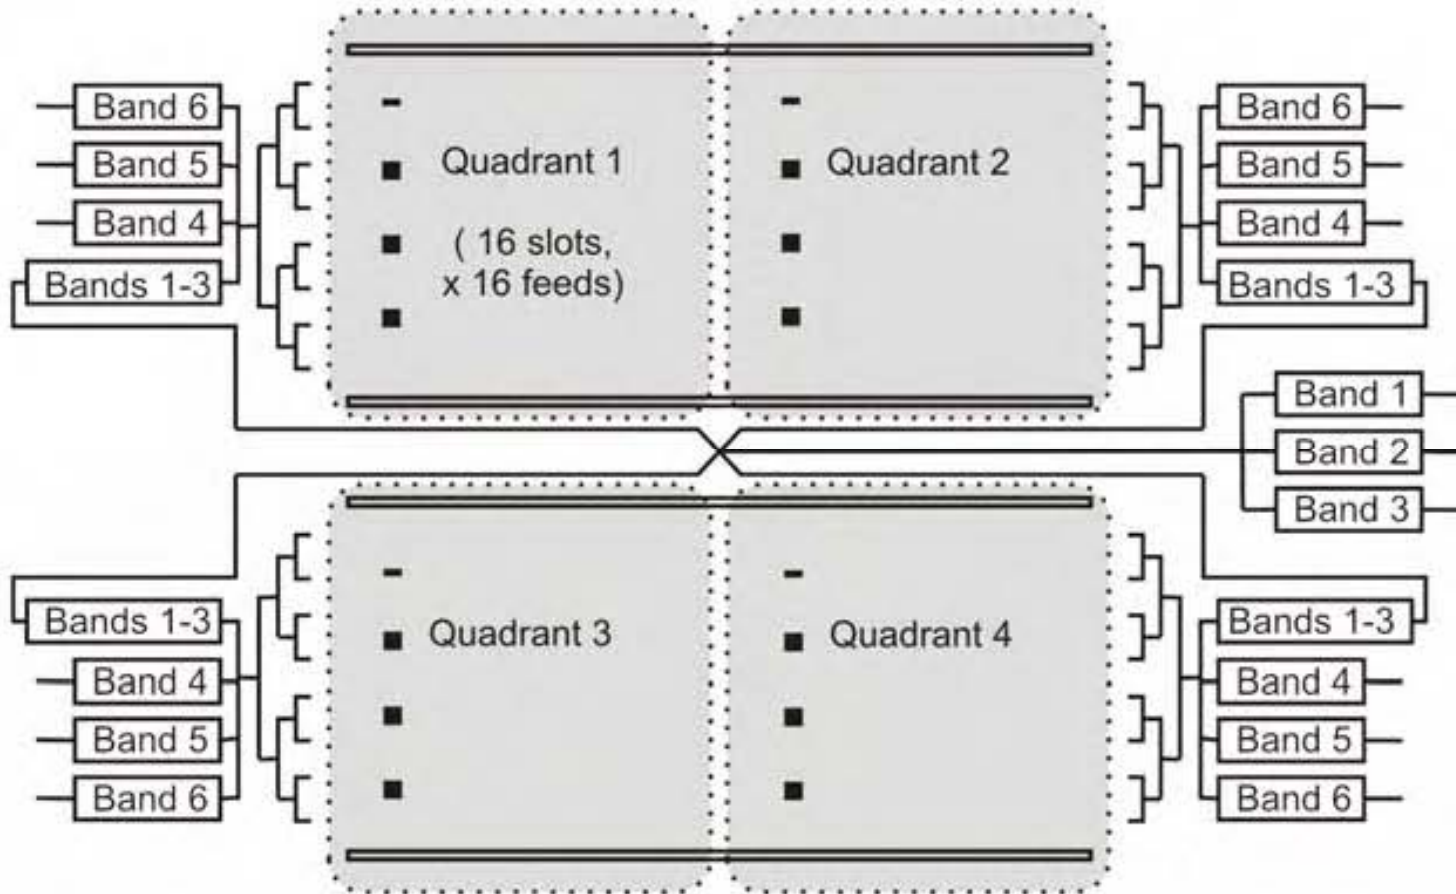 Band 6
Band 5
Band 4
Bands 1-3
Quadrant 1
( 16 slots,
x 16 feeds)
Quadrant 2
Band 6
Band 5
Band 4
Bands 1-3
Band 1
Band 2
Band 3
Bands 1-3
Band 4
Band 5
Band 6
Quadrant 3
Quadrant 4
Bands 1-3
Band 4
Band 5
Band 6